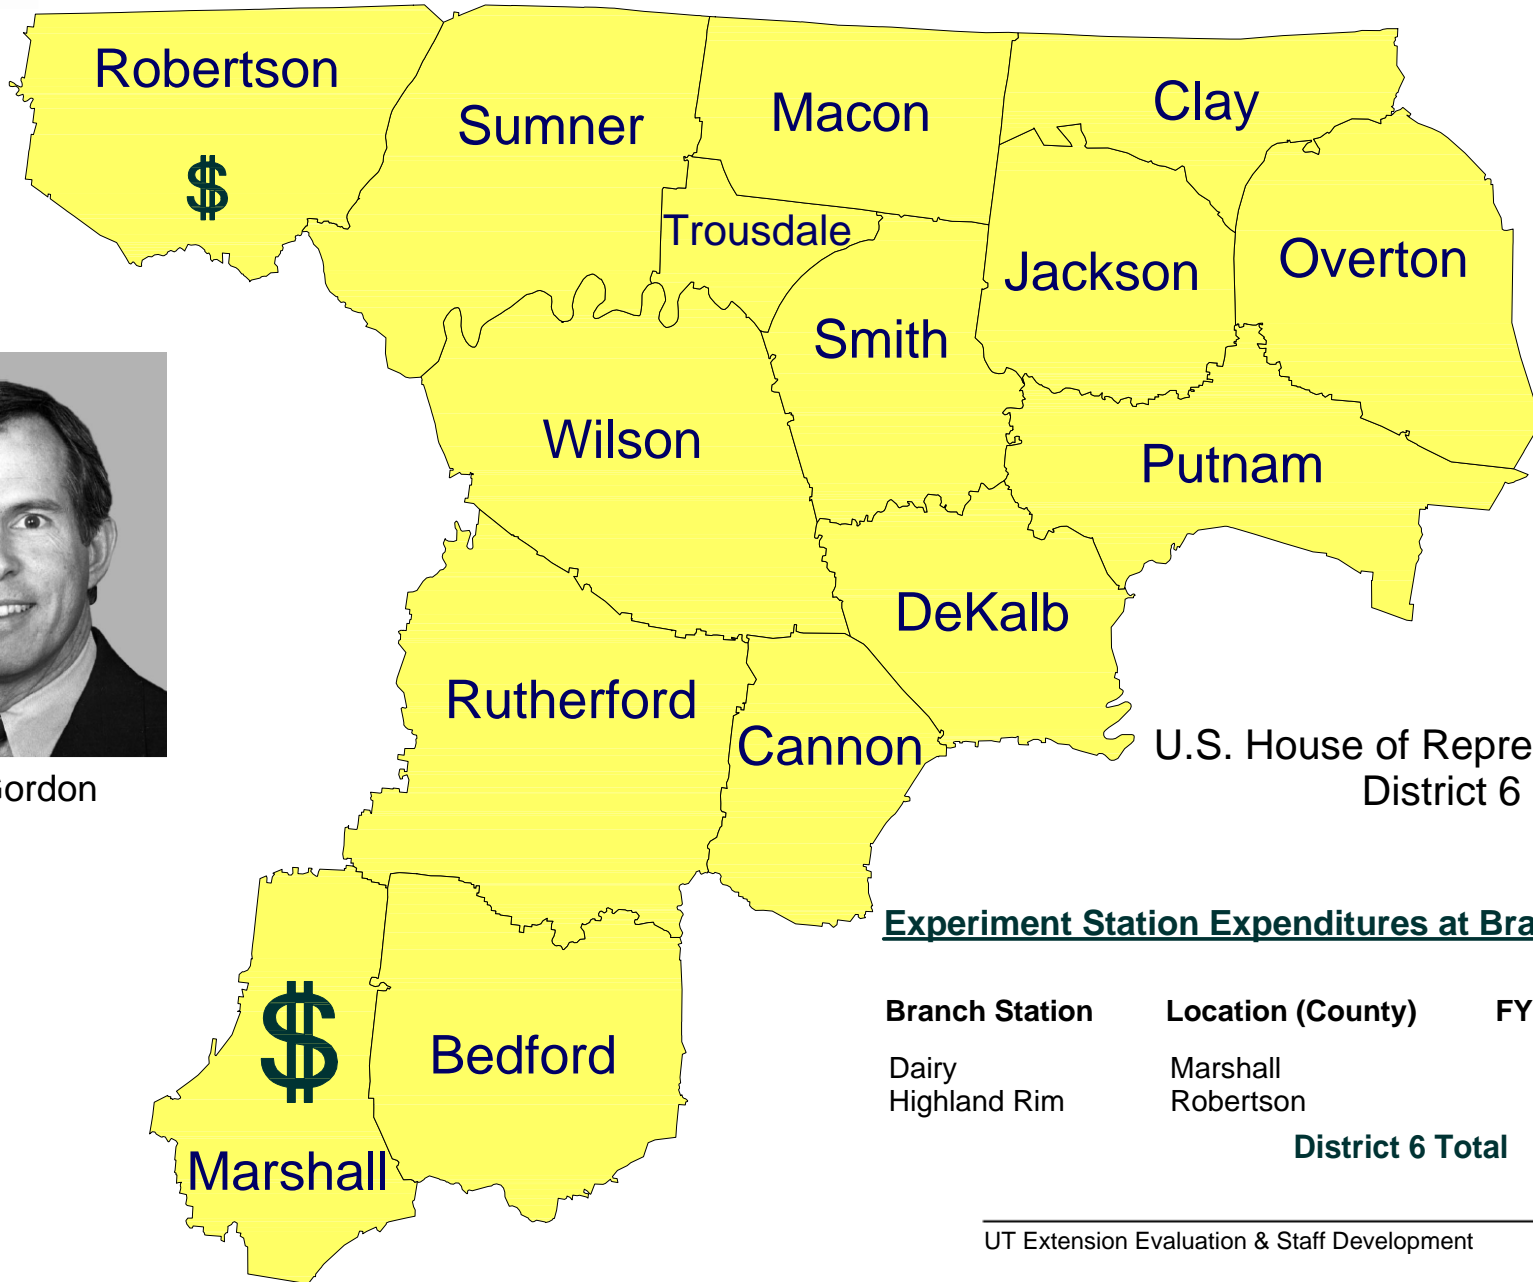 Robertson
$
Sumner
Macon
Clay
Trousdale
Jackson
Overton
Smith
Wilson
Putnam
DeKalb
Rutherford
Cannon
Gordon
U.S. House of Repre
District 6
$
Bedford
Marshall
Experiment Station Expenditures at Bra
Branch Station Location (County) FY
Dairy Marshall
Highland Rim Robertson
District 6 Total
UT Extension Evaluation & Staff Development